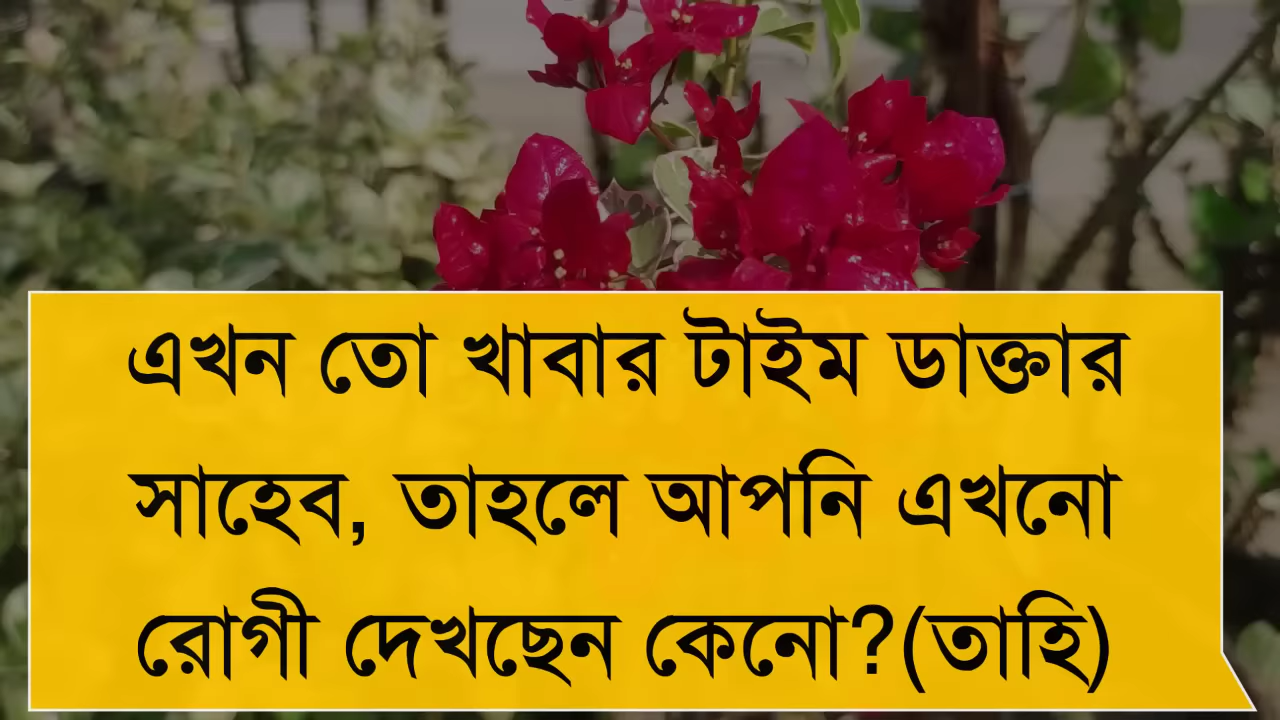 এখন তো খাবার টাইম ডাক্তার
সাহেব, তাহলে আপনি এখনো
রোগী দেখছেন কেনো?(তাহি)